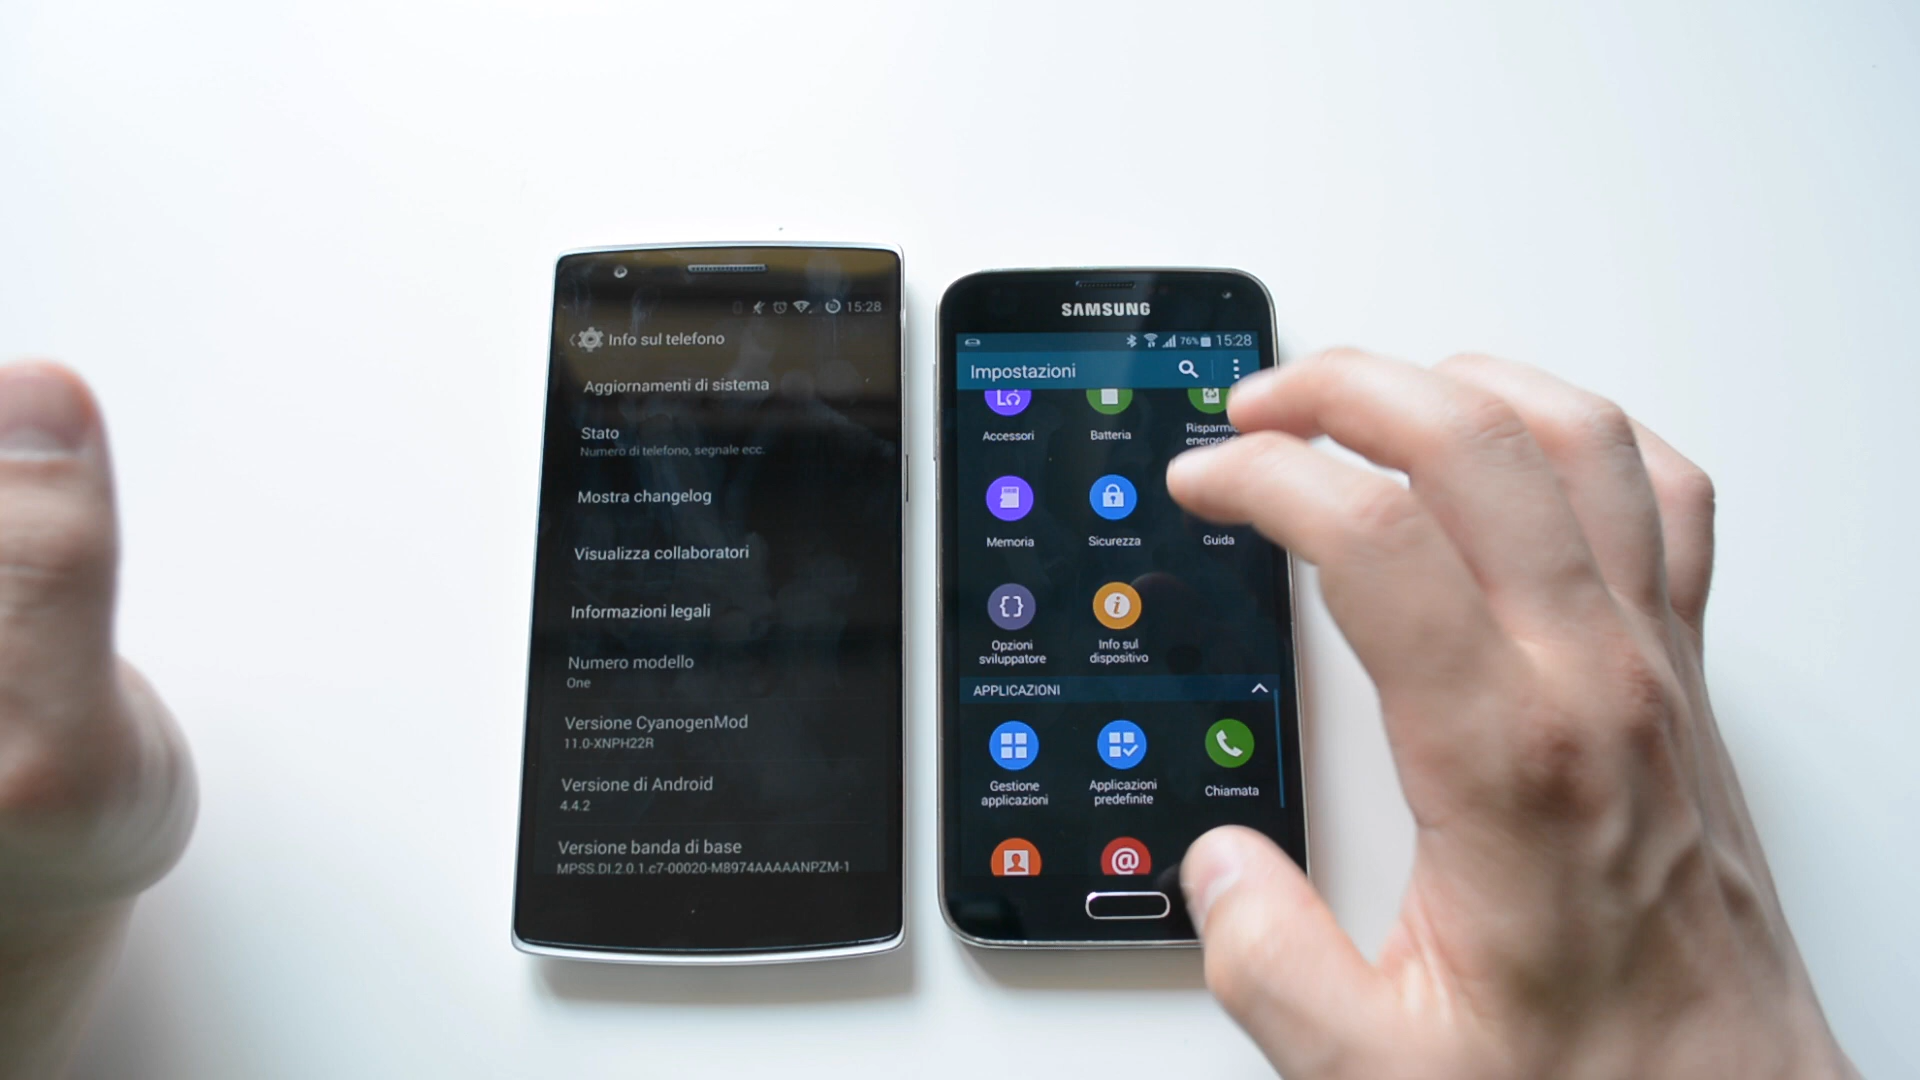 15:28
Info sul telefono
Aggiornamenti di sistema
Stato
Numero di telefono, segnale ecc.
Mostra changelog
Visualizza collaboratori
Informazioni legali
Numero modello
One
Versione CyanogenMod
11.0-XNPH22R
Versione di Android
4.4.2
Versione banda di base
MPSS.DI.2.0.1.c7-00020-M8974AAAAANPZM-1
SAMSUNG
76% 15:28
Impostazioni
Accessori
Batteria
Memoria
Sicurezza
Guida
Opzioni
sviluppatore
Info sul
dispositivo
APPLICAZIONI
Gestione
applicazioni
Applicazioni
predefinite
Chiamata